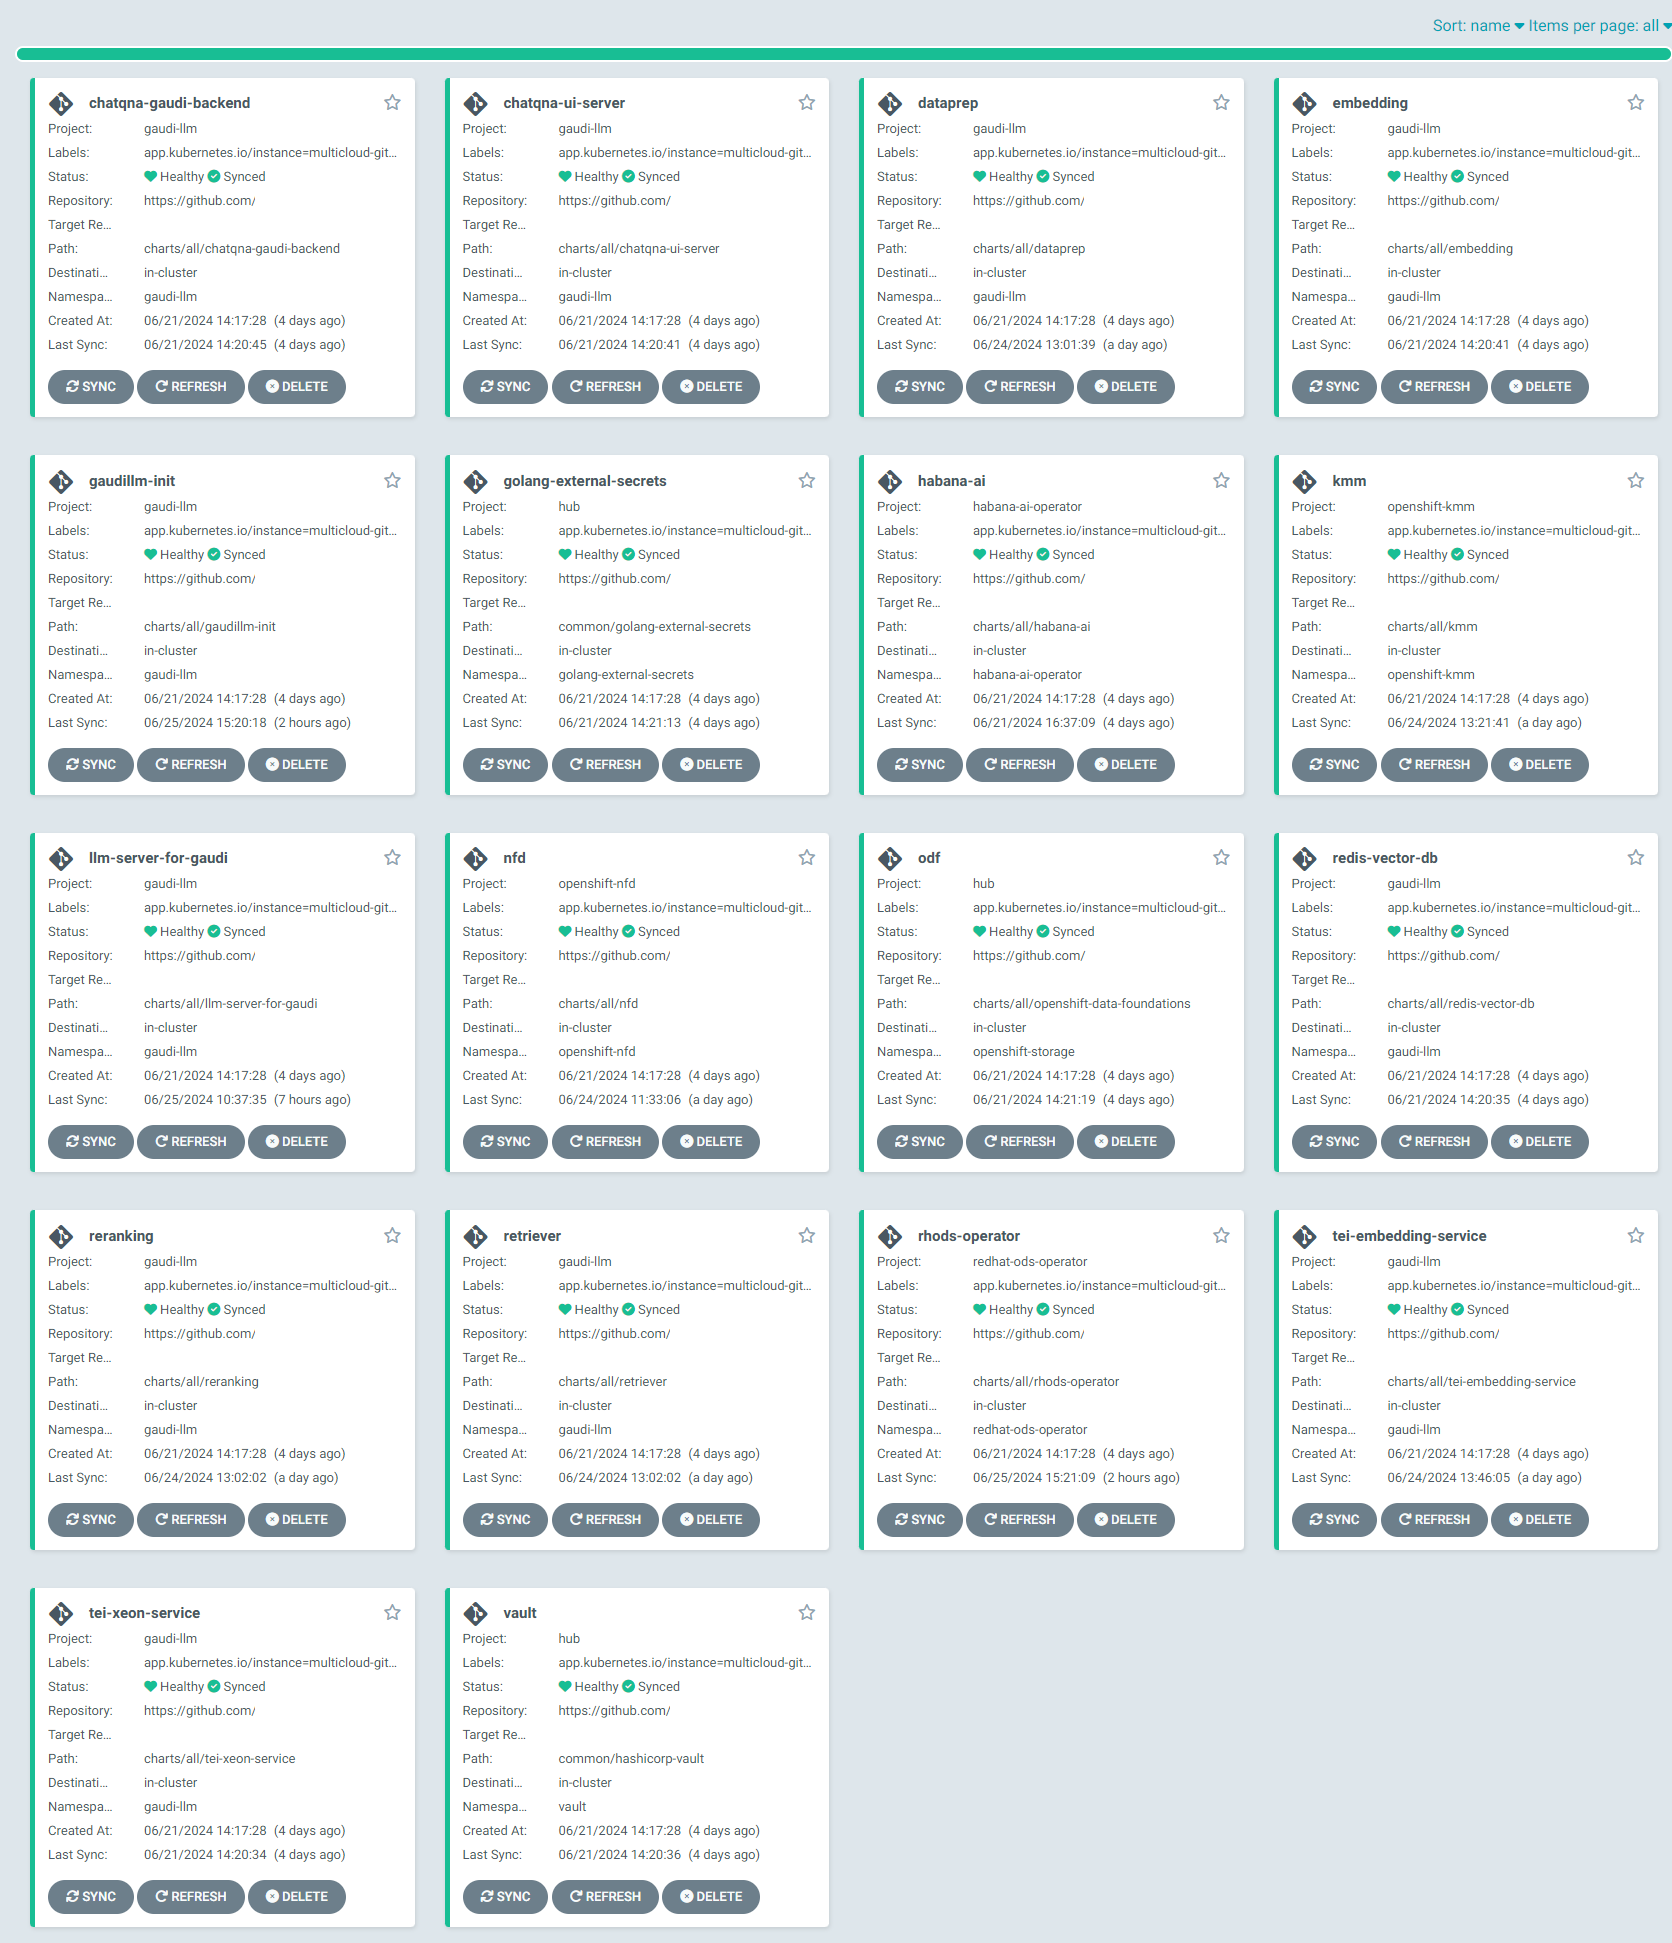 Sort: name Items per page: all
chatqna-gaudi-backend
Project: gaudi-llm
Labels: app.kubernetes.io/instance=multicloud-git...
Status: Healthy Synced
Repository: https://github.com/
Target Re...
Path: charts/all/chatqna-gaudi-backend
Destinati... in-cluster
Namespa... gaudi-llm
Created At: 06/21/2024 14:17:28 (4 days ago)
Last Sync: 06/21/2024 14:20:45 (4 days ago)
SYNC REFRESH DELETE
chatqna-ui-server
Project: gaudi-llm
Labels: app.kubernetes.io/instance=multicloud-git...
Status: Healthy Synced
Repository: https://github.com/
Target Re...
Path: charts/all/chatqna-ui-server
Destinati... in-cluster
Namespa... gaudi-llm
Created At: 06/21/2024 14:17:28 (4 days ago)
Last Sync: 06/21/2024 14:20:41 (4 days ago)
SYNC REFRESH DELETE
dataprep
Project: gaudi-llm
Labels: app.kubernetes.io/instance=multicloud-git...
Status: Healthy Synced
Repository: https://github.com/
Target Re...
Path: charts/all/dataprep
Destinati... in-cluster
Namespa... gaudi-llm
Created At: 06/21/2024 14:17:28 (4 days ago)
Last Sync: 06/24/2024 13:01:39 (a day ago)
SYNC REFRESH DELETE
embedding
Project: gaudi-llm
Labels: app.kubernetes.io/instance=multicloud-git...
Status: Healthy Synced
Repository: https://github.com/
Target Re...
Path: charts/all/embedding
Destinati... in-cluster
Namespa... gaudi-llm
Created At: 06/21/2024 14:17:28 (4 days ago)
Last Sync: 06/21/2024 14:20:41 (4 days ago)
SYNC REFRESH DELETE
gaudillm-init
Project: gaudi-llm
Labels: app.kubernetes.io/instance=multicloud-git...
Status: Healthy Synced
Repository: https://github.com/
Target Re...
Path: charts/all/gaudillm-init
Destinati... in-cluster
Namespa... gaudi-llm
Created At: 06/21/2024 14:17:28 (4 days ago)
Last Sync: 06/25/2024 15:20:18 (2 hours ago)
SYNC REFRESH DELETE
golang-external-secrets
Project: hub
Labels: app.kubernetes.io/instance=multicloud-git...
Status: Healthy Synced
Repository: https://github.com/
Target Re...
Path: common/golang-external-secrets
Destinati... in-cluster
Namespa... golang-external-secrets
Created At: 06/21/2024 14:17:28 (4 days ago)
Last Sync: 06/21/2024 14:21:13 (4 days ago)
SYNC REFRESH DELETE
habana-ai
Project: habana-ai-operator
Labels: app.kubernetes.io/instance=multicloud-git...
Status: Healthy Synced
Repository: https://github.com/
Target Re...
Path: charts/all/habana-ai
Destinati... in-cluster
Namespa... habana-ai-operator
Created At: 06/21/2024 14:17:28 (4 days ago)
Last Sync: 06/21/2024 16:37:09 (4 days ago)
SYNC REFRESH DELETE
kmm
Project: openshift-kmm
Labels: app.kubernetes.io/instance=multicloud-git...
Status: Healthy Synced
Repository: https://github.com/
Target Re...
Path: charts/all/kmm
Destinati... in-cluster
Namespa... openshift-kmm
Created At: 06/21/2024 14:17:28 (4 days ago)
Last Sync: 06/24/2024 13:21:41 (a day ago)
SYNC REFRESH DELETE
llm-server-for-gaudi
Project: gaudi-llm
Labels: app.kubernetes.io/instance=multicloud-git...
Status: Healthy Synced
Repository: https://github.com/
Target Re...
Path: charts/all/llm-server-for-gaudi
Destinati... in-cluster
Namespa... gaudi-llm
Created At: 06/21/2024 14:17:28 (4 days ago)
Last Sync: 06/25/2024 10:37:35 (7 hours ago)
SYNC REFRESH DELETE
nfd
Project: openshift-nfd
Labels: app.kubernetes.io/instance=multicloud-git...
Status: Healthy Synced
Repository: https://github.com/
Target Re...
Path: charts/all/nfd
Destinati... in-cluster
Namespa... openshift-nfd
Created At: 06/21/2024 14:17:28 (4 days ago)
Last Sync: 06/24/2024 11:33:06 (a day ago)
SYNC REFRESH DELETE
odf
Project: hub
Labels: app.kubernetes.io/instance=multicloud-git...
Status: Healthy Synced
Repository: https://github.com/
Target Re...
Path: charts/all/openshift-data-foundations
Destinati... in-cluster
Namespa... openshift-storage
Created At: 06/21/2024 14:17:28 (4 days ago)
Last Sync: 06/21/2024 14:21:19 (4 days ago)
SYNC REFRESH DELETE
redis-vector-db
Project: gaudi-llm
Labels: app.kubernetes.io/instance=multicloud-git...
Status: Healthy Synced
Repository: https://github.com/
Target Re...
Path: charts/all/redis-vector-db
Destinati... in-cluster
Namespa... gaudi-llm
Created At: 06/21/2024 14:17:28 (4 days ago)
Last Sync: 06/21/2024 14:20:35 (4 days ago)
SYNC REFRESH DELETE
reranking
Project: gaudi-llm
Labels: app.kubernetes.io/instance=multicloud-git...
Status: Healthy Synced
Repository: https://github.com/
Target Re...
Path: charts/all/reranking
Destinati... in-cluster
Namespa... gaudi-llm
Created At: 06/21/2024 14:17:28 (4 days ago)
Last Sync: 06/24/2024 13:02:02 (a day ago)
SYNC REFRESH DELETE
retriever
Project: gaudi-llm
Labels: app.kubernetes.io/instance=multicloud-git...
Status: Healthy Synced
Repository: https://github.com/
Target Re...
Path: charts/all/retriever
Destinati... in-cluster
Namespa... gaudi-llm
Created At: 06/21/2024 14:17:28 (4 days ago)
Last Sync: 06/24/2024 13:02:02 (a day ago)
SYNC REFRESH DELETE
rhods-operator
Project: redhat-ods-operator
Labels: app.kubernetes.io/instance=multicloud-git...
Status: Healthy Synced
Repository: https://github.com/
Target Re...
Path: charts/all/rhods-operator
Destinati... in-cluster
Namespa... redhat-ods-operator
Created At: 06/21/2024 14:17:28 (4 days ago)
Last Sync: 06/25/2024 15:21:09 (2 hours ago)
SYNC REFRESH DELETE
tei-embedding-service
Project: gaudi-llm
Labels: app.kubernetes.io/instance=multicloud-git...
Status: Healthy Synced
Repository: https://github.com/
Target Re...
Path: charts/all/tei-embedding-service
Destinati... in-cluster
Namespa... gaudi-llm
Created At: 06/21/2024 14:17:28 (4 days ago)
Last Sync: 06/24/2024 13:46:05 (a day ago)
SYNC REFRESH DELETE
tei-xeon-service
Project: gaudi-llm
Labels: app.kubernetes.io/instance=multicloud-git...
Status: Healthy Synced
Repository: https://github.com/
Target Re...
Path: charts/all/tei-xeon-service
Destinati... in-cluster
Namespa... gaudi-llm
Created At: 06/21/2024 14:17:28 (4 days ago)
Last Sync: 06/21/2024 14:20:34 (4 days ago)
SYNC REFRESH DELETE
vault
Project: hub
Labels: app.kubernetes.io/instance=multicloud-git...
Status: Healthy Synced
Repository: https://github.com/
Target Re...
Path: common/hashicorp-vault
Destinati... in-cluster
Namespa... vault
Created At: 06/21/2024 14:17:28 (4 days ago)
Last Sync: 06/21/2024 14:20:36 (4 days ago)
SYNC REFRESH DELETE